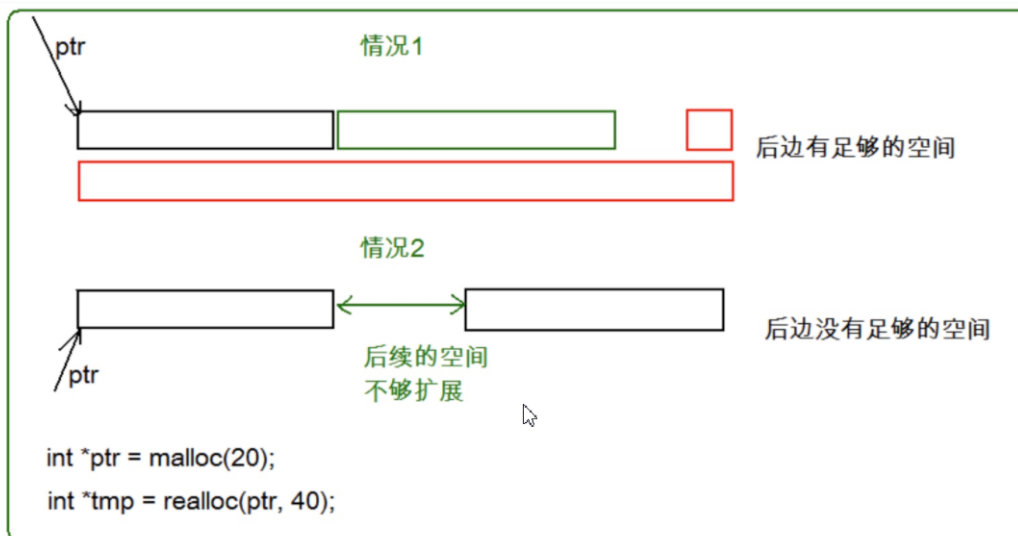 ptr
情况1
后边有足够的空间
情况2
后边没有足够的空间
后续的空间
不够扩展
ptr
int *ptr = malloc(20);
int *tmp = realloc(ptr, 40);